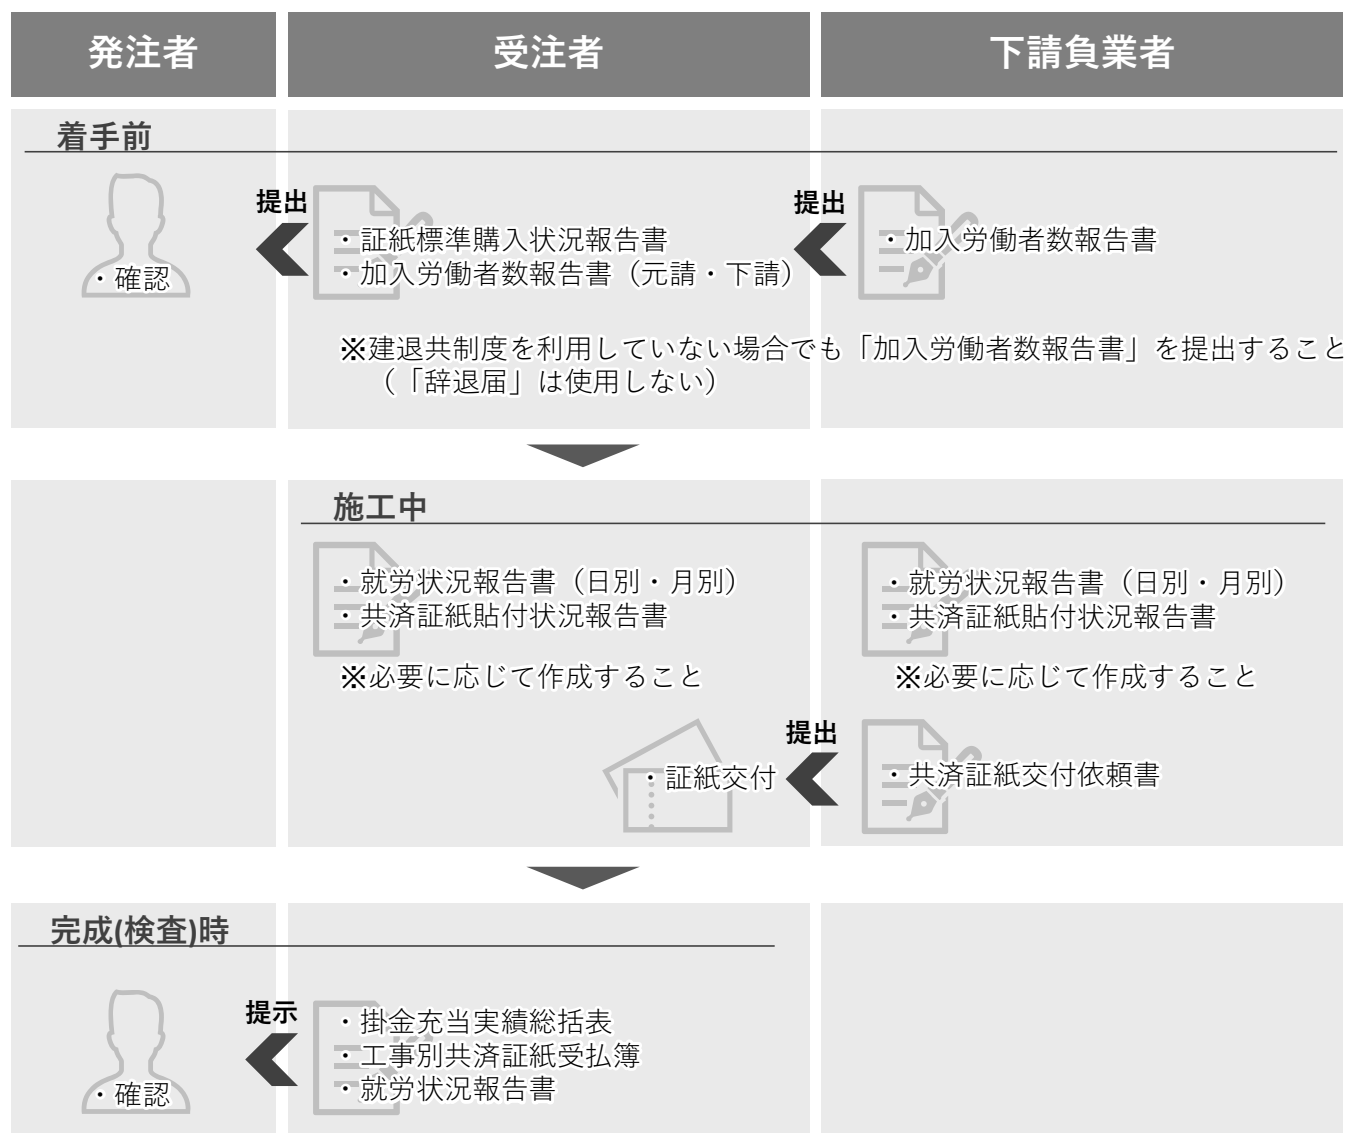 発注者
受注者
下請負業者
着手前
提出
提出
・証紙標準購入状況報告書
・加入労働者数報告書（元請・下請）
・加入労働者数報告書
・確認
※建退共制度を利用していない場合でも「加入労働者数報告書」を提出すること
（「辞退届」は使用しない）
施工中
・就労状況報告書（日別・月別）
・共済証紙貼付状況報告書
※必要に応じて作成すること
・就労状況報告書（日別・月別）
・共済証紙貼付状況報告書
※必要に応じて作成すること
提出
・証紙交付
・共済証紙交付依頼書
完成(検査)時
提示
・掛金充当実績総括表
・工事別共済証紙受払簿
・就労状況報告書
・確認